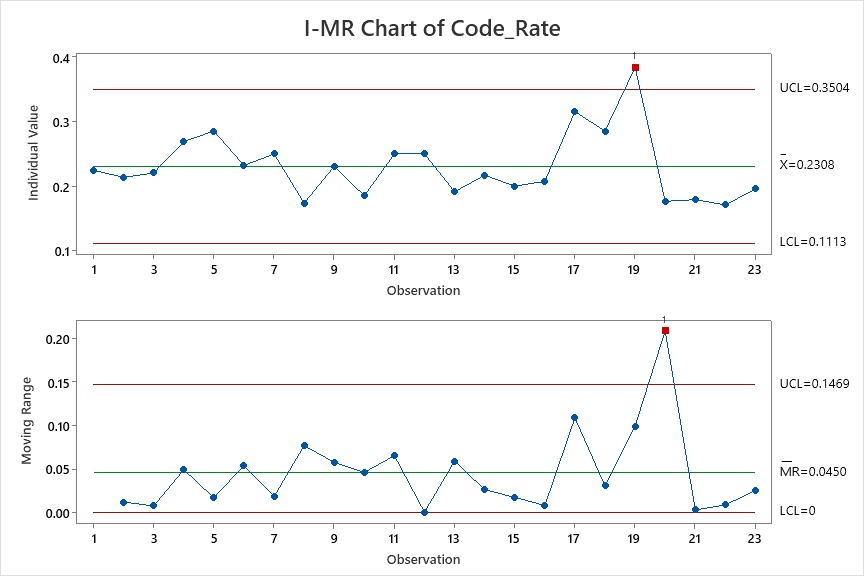 I-MR Chart of Code_Rate
1
0.4
0.3
0.2
0.1
Individual Value
UCL=0.3504
X̄=0.2308
LCL=0.1113
1 3 5 7 9 11 13 15 17 19 21 23
Observation
1
0.20
0.15
0.10
0.05
0.00
Moving Range
UCL=0.1469
M̅R̅=0.0450
LCL=0
1 3 5 7 9 11 13 15 17 19 21 23
Observation